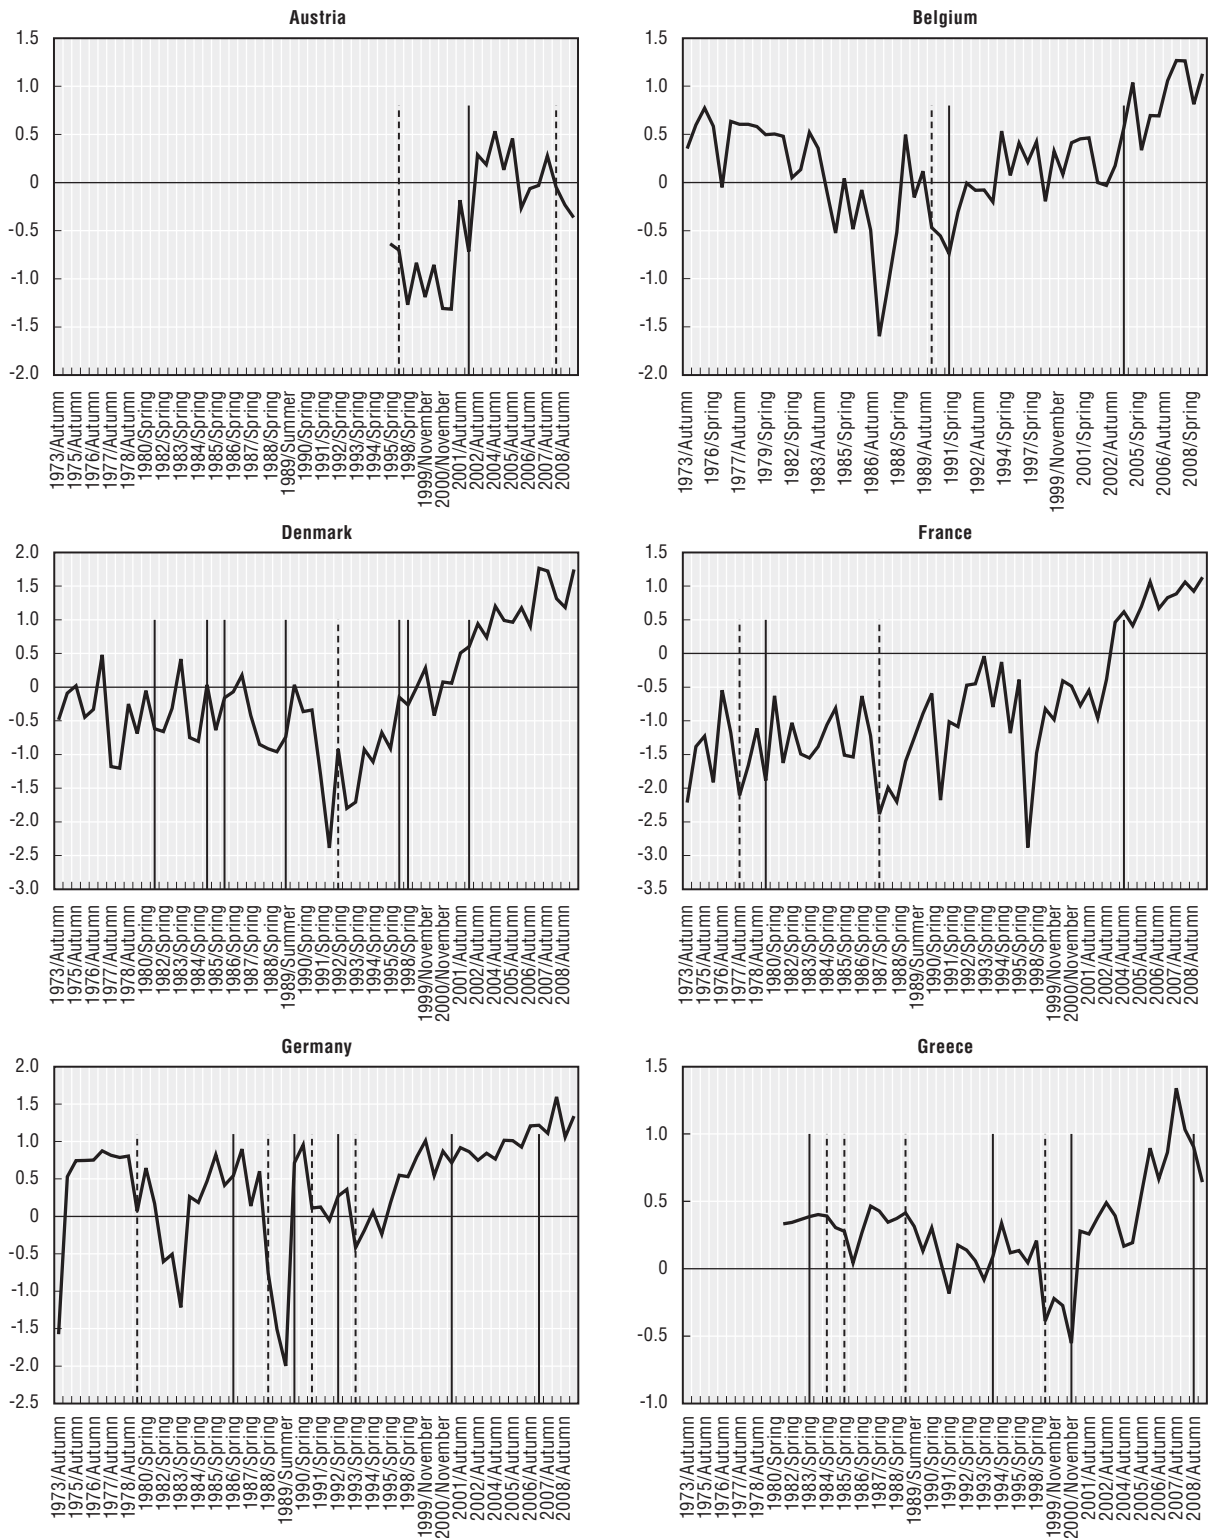 Austria
1.5
1.0
0.5
0
-0.5
-1.0
-1.5
-2.0
1973/Autumn
1975/Autumn
1976/Autumn
1977/Autumn
1978/Autumn
1980/Spring
1982/Spring
1983/Spring
1984/Spring
1985/Spring
1986/Spring
1987/Spring
1988/Spring
1989/Summer
1990/Spring
1991/Spring
1992/Spring
1993/Spring
1994/Spring
1995/Spring
1998/Spring
1999/November
2000/November
2001/Autumn
2002/Autumn
2004/Autumn
2005/Autumn
2006/Autumn
2007/Autumn
2008/Autumn
Belgium
1.5
1.0
0.5
0
-0.5
-1.0
-1.5
-2.0
1973/Autumn
1976/Spring
1977/Autumn
1979/Spring
1982/Spring
1983/Autumn
1985/Spring
1986/Autumn
1988/Spring
1989/Autumn
1991/Spring
1992/Autumn
1994/Spring
1997/Spring
1999/November
2001/Spring
2002/Autumn
2005/Spring
2006/Autumn
2008/Spring
Denmark
2.0
1.5
1.0
0.5
0
-0.5
-1.0
-1.5
-2.0
-2.5
-3.0
1973/Autumn
1975/Autumn
1976/Autumn
1977/Autumn
1978/Autumn
1980/Spring
1982/Spring
1983/Spring
1984/Spring
1985/Spring
1986/Spring
1987/Spring
1988/Spring
1989/Summer
1990/Spring
1991/Spring
1992/Spring
1993/Spring
1994/Spring
1995/Spring
1998/Spring
1999/November
2000/November
2001/Autumn
2002/Autumn
2004/Autumn
2005/Autumn
2006/Autumn
2007/Autumn
2008/Autumn
France
1.5
1.0
0.5
0
-0.5
-1.0
-1.5
-2.0
-2.5
-3.0
-3.5
1973/Autumn
1975/Autumn
1976/Autumn
1977/Autumn
1978/Autumn
1980/Spring
1982/Spring
1983/Spring
1984/Spring
1985/Spring
1986/Spring
1987/Spring
1988/Spring
1989/Summer
1990/Spring
1991/Spring
1992/Spring
1993/Spring
1994/Spring
1995/Spring
1998/Spring
1999/November
2000/November
2001/Autumn
2002/Autumn
2004/Autumn
2005/Autumn
2006/Autumn
2007/Autumn
2008/Autumn
Germany
2.0
1.5
1.0
0.5
0
-0.5
-1.0
-1.5
-2.0
-2.5
1973/Autumn
1975/Autumn
1976/Autumn
1977/Autumn
1978/Autumn
1980/Spring
1982/Spring
1983/Spring
1984/Spring
1985/Spring
1986/Spring
1987/Spring
1988/Spring
1989/Summer
1990/Spring
1991/Spring
1992/Spring
1993/Spring
1994/Spring
1995/Spring
1998/Spring
1999/November
2000/November
2001/Autumn
2002/Autumn
2004/Autumn
2005/Autumn
2006/Autumn
2007/Autumn
2008/Autumn
Greece
1.5
1.0
0.5
0
-0.5
-1.0
1973/Autumn
1975/Autumn
1976/Autumn
1977/Autumn
1978/Autumn
1980/Spring
1982/Spring
1983/Spring
1984/Spring
1985/Spring
1986/Spring
1987/Spring
1988/Spring
1989/Summer
1990/Spring
1991/Spring
1992/Spring
1993/Spring
1994/Spring
1995/Spring
1998/Spring
1999/November
2000/November
2001/Autumn
2002/Autumn
2004/Autumn
2005/Autumn
2006/Autumn
2007/Autumn
2008/Autumn